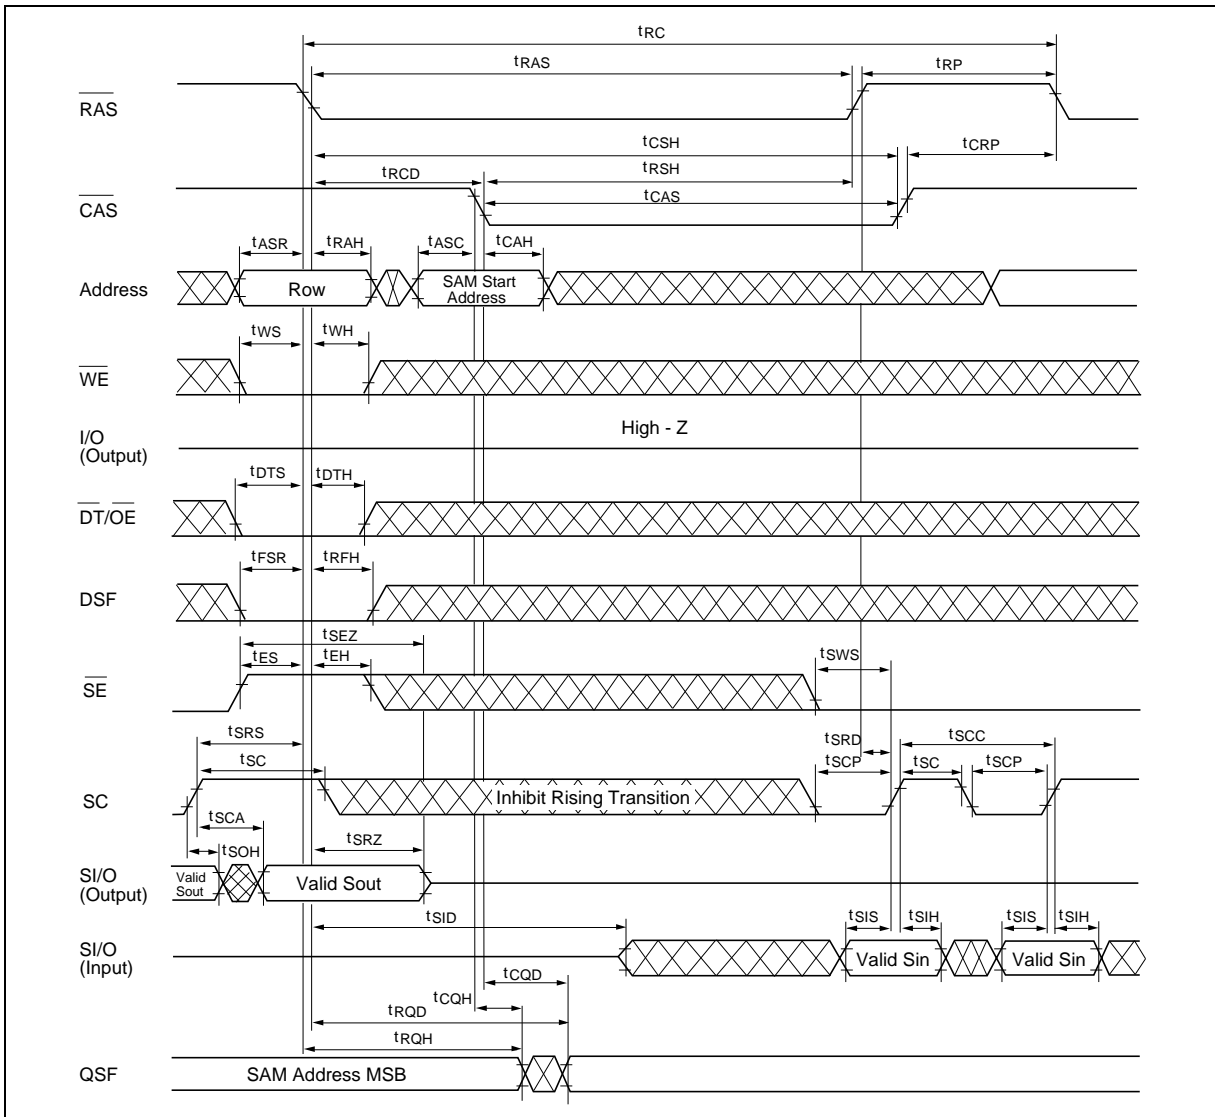 tRC
tRAS
tRP
RAS
tCSH
tCRP
tRCD
tRSH
CAS
tCAS
tASR
tRAH
tASC
tCAH
Address
Row
SAM Start
Address
tWS
tWH
WE
I/O
(Output)
High - Z
tDTS
tDTH
DT/OE
tFSR
tRFH
DSF
tSEZ
tES
tEH
tSWS
SE
tSRS
tSRD
tSCC
tSC
tSCP
tSC
tSCP
SC
Inhibit Rising Transition
tSCA
tSOH
tSRZ
SI/O
(Output)
Valid
Sout
Valid Sout
tSID
tSIS
tSIH
tSIS
tSIH
SI/O
(Input)
Valid Sin
Valid Sin
tCQD
tCQH
tRQD
tRQH
QSF
SAM Address MSB